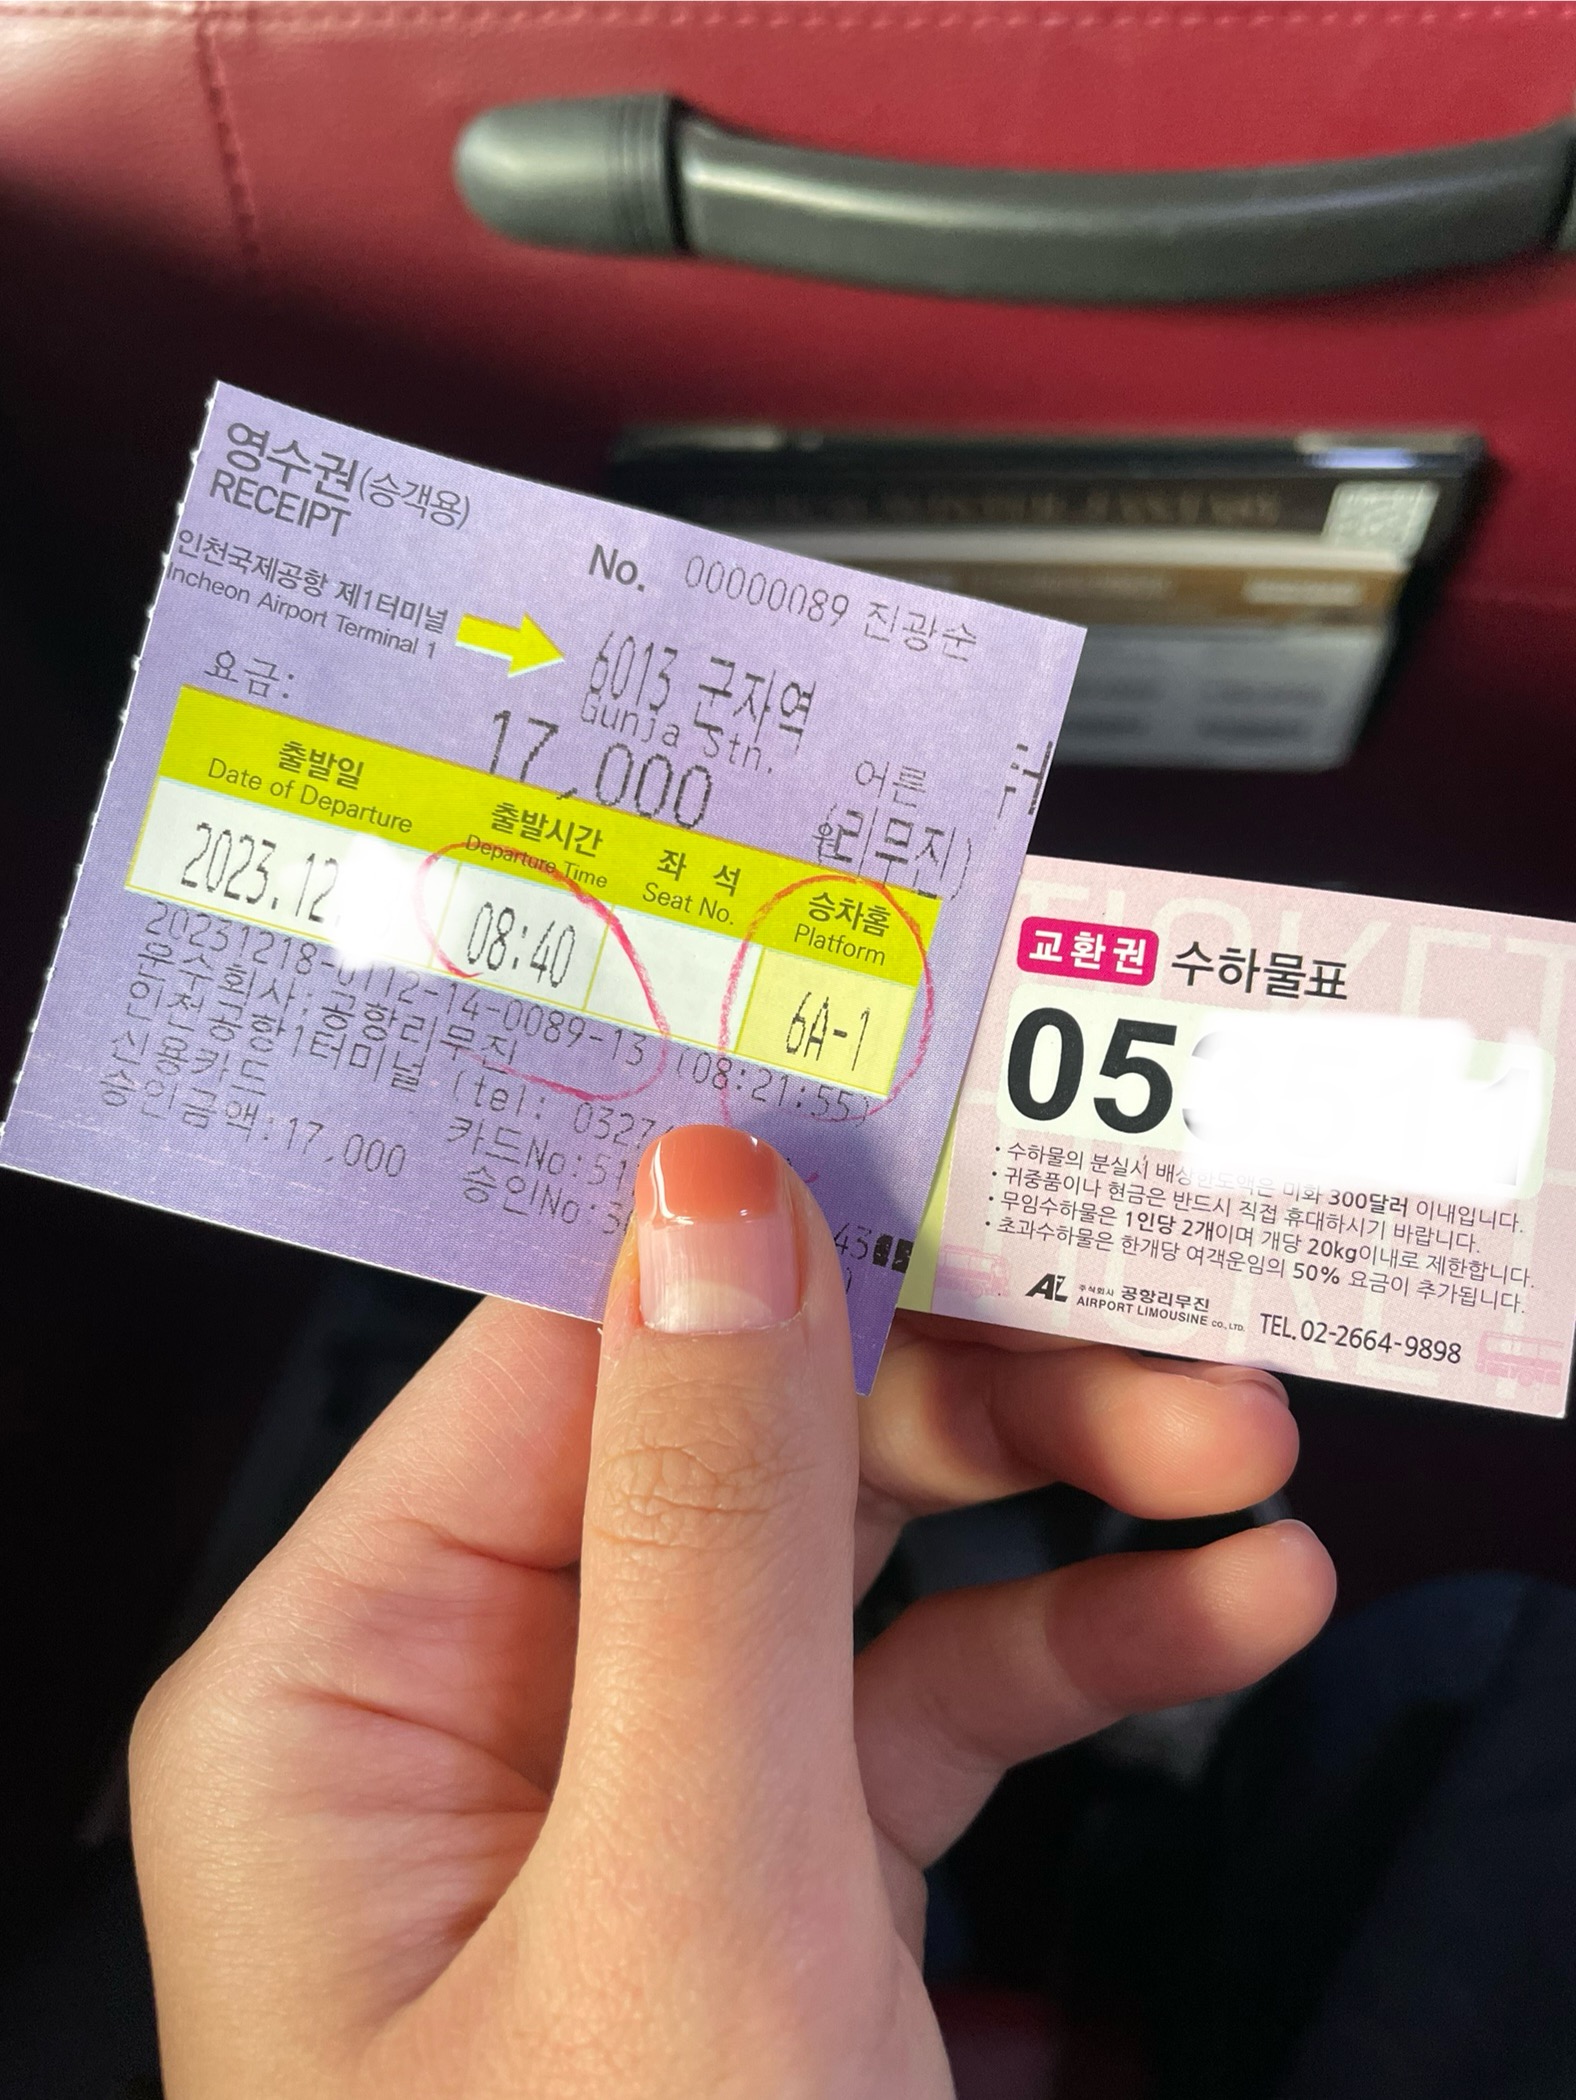 영수권(승객용)
RECEIPT
No. 00000089 진광순
인천국제공항 제1터미널
Incheon Airport Terminal 1
6013 군자역
Gunja Stn.
요금: 17,000 원
어른
(리무진)
출발일 출발시간 좌 석 승차홈
Date of Departure Departure Time Seat No. Platform
2023.12. 08:40 6A-1
20231218-0112-14-0089-13 (08:21:55)
운수회사:공항리무진
인천공항1터미널 (tel: 0327
신용카드 카드No:51
승인금액:17,000 승인No:3
교환권 수하물표
05
• 수하물의 분실시 배상한도액은 미화 300달러 이내입니다.
• 귀중품이나 현금은 반드시 직접 휴대하시기 바랍니다.
• 무임수하물은 1인당 2개이며 개당 20kg이내로 제한합니다.
• 초과수하물은 한개당 여객운임의 50% 요금이 추가됩니다.
AL 주식회사 공항리무진
AIRPORT LIMOUSINE CO., LTD. TEL.02-2664-9898